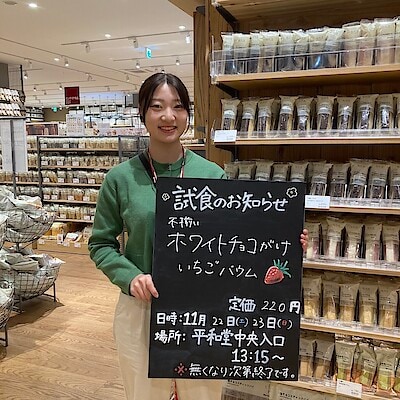 試食のお知らせ
不揃い
ホワイトチョコがけ
いちごバウム
定価 220円
日時:11月22日(土)23日(日)
場所: 平和堂中央入口
13:15〜
※無くなり次第終了です。